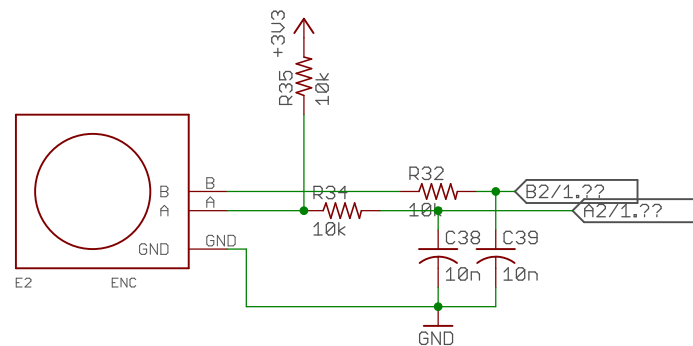 +3V3
R35
10k
B
B
R32
B2/1.??
A
A
R34
10k
A2/1.??
10k
GND
GND
C38
C39
10n
10n
E2
ENC
GND